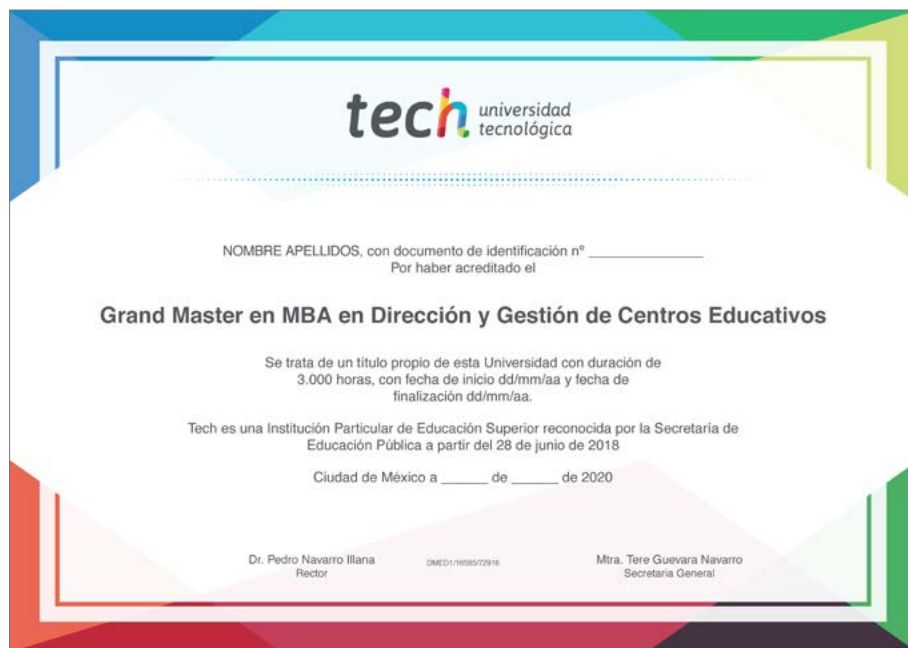 tech universidad
tecnológica
NOMBRE APELLIDOS, con documento de identificación nº _______________
Por haber acreditado el
Grand Master en MBA en Dirección y Gestión de Centros Educativos
Se trata de un título propio de esta Universidad con duración de
3.000 horas, con fecha de inicio dd/mm/aa y fecha de
finalización dd/mm/aa.
Tech es una Institución Particular de Educación Superior reconocida por la Secretaría de
Educación Pública a partir del 28 de junio de 2018
Ciudad de México a ______ de ______ de 2020
Dr. Pedro Navarro Illana
Rector
Mtra. Tere Guevara Navarro
Secretaria General